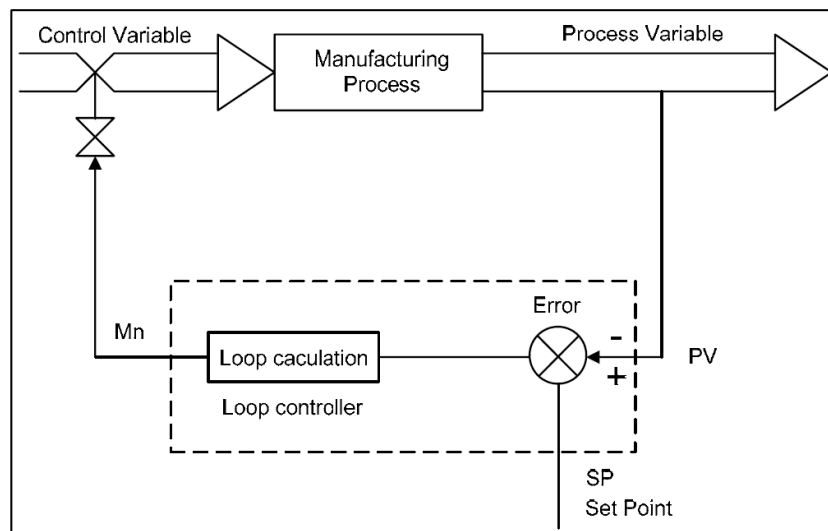 Control Variable
Manufacturing
Process
Process Variable
Error
-
+
Mn
Loop caculation
PV
Loop controller
SP
Set Point